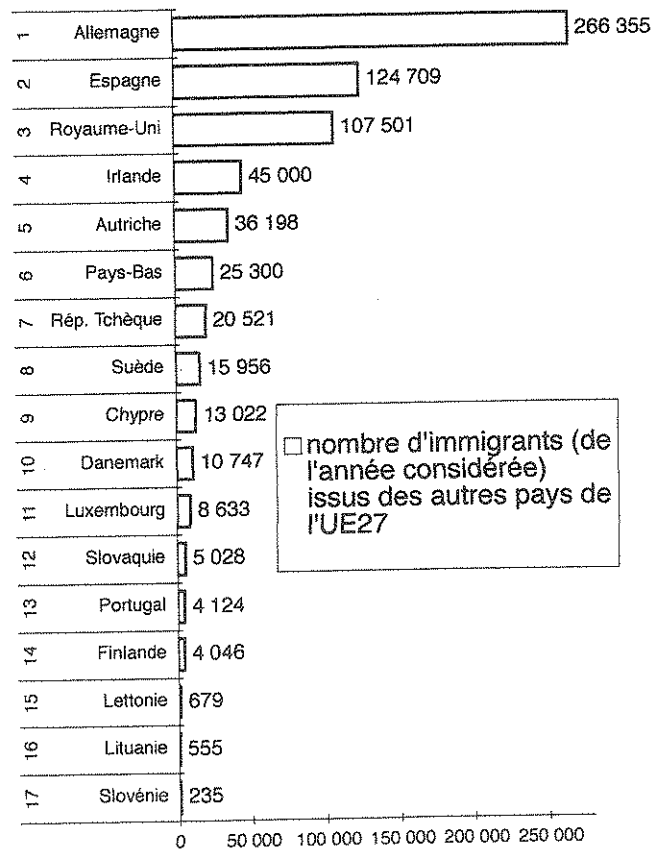 1 Allemagne 266 355
2 Espagne 124 709
3 Royaume-Uni 107 501
4 Irlande 45 000
5 Autriche 36 198
6 Pays-Bas 25 300
7 Rép. Tchèque 20 521
8 Suède 15 956
9 Chypre 13 022
10 Danemark 10 747
11 Luxembourg 8 633
12 Slovaquie 5 028
13 Portugal 4 124
14 Finlande 4 046
15 Lettonie 679
16 Lituanie 555
17 Slovénie 235
nombre d'immigrants (de
l'année considérée)
issus des autres pays de
l'UE27
0 50 000 100 000 150 000 200 000 250 000